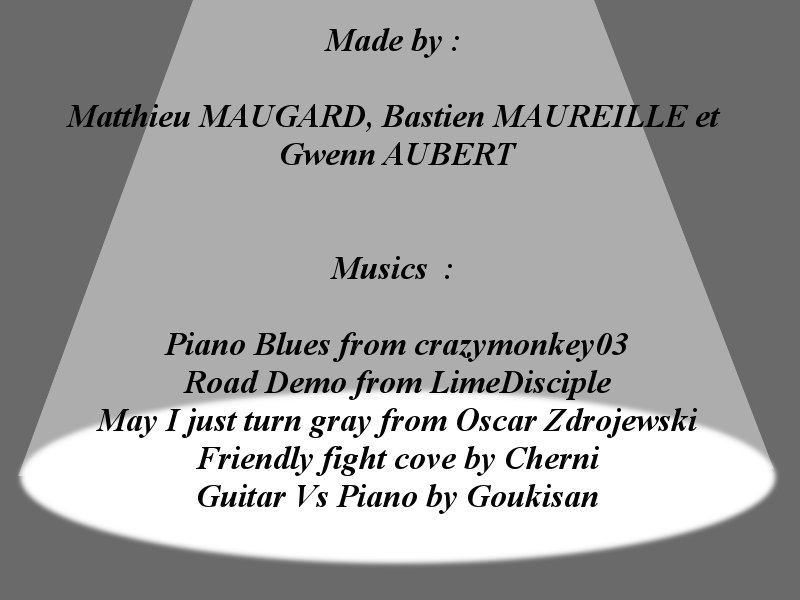 Made by :
Matthieu MAUGARD, Bastien MAUREILLE et
Gwenn AUBERT
Musics  :
Piano Blues from crazymonkey03
Road Demo from LimeDisciple
May I just turn gray from Oscar Zdrojewski
Friendly fight cove by Cherni
Guitar Vs Piano by Goukisan